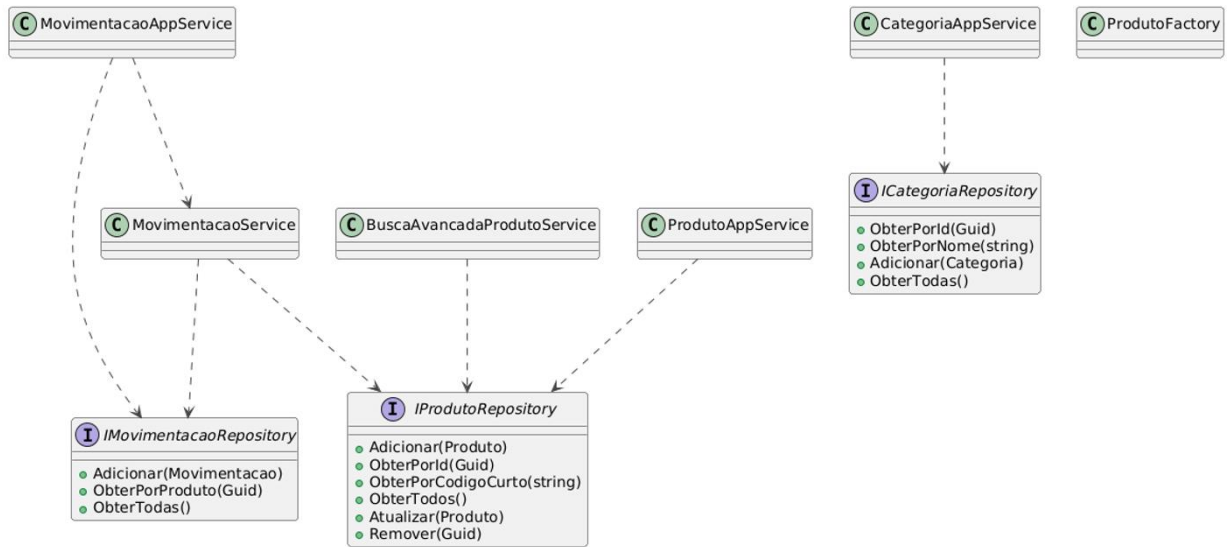 C MovimentacaoAppService
C CategoriaAppService
C ProdutoFactory
C MovimentacaoService
C BuscaAvancadaProdutoService
C ProdutoAppService
I ICategoriaRepository
ObterPorId(Guid)
ObterPorNome(string)
Adicionar(Categoria)
ObterTodas()
I IMovimentacaoRepository
Adicionar(Movimentacao)
ObterPorProduto(Guid)
ObterTodas()
I IProdutoRepository
Adicionar(Produto)
ObterPorId(Guid)
ObterPorCodigoCurto(string)
ObterTodos()
Atualizar(Produto)
Remover(Guid)